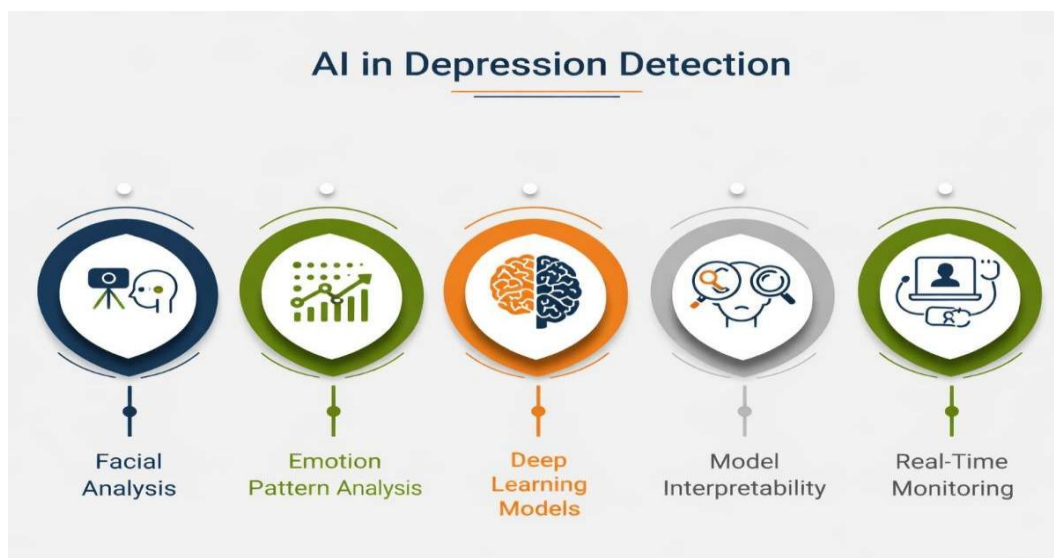 AI in Depression Detection
Facial
Analysis
Emotion
Pattern Analysis
Deep
Learning
Models
Model
Interpretability
Real-Time
Monitoring